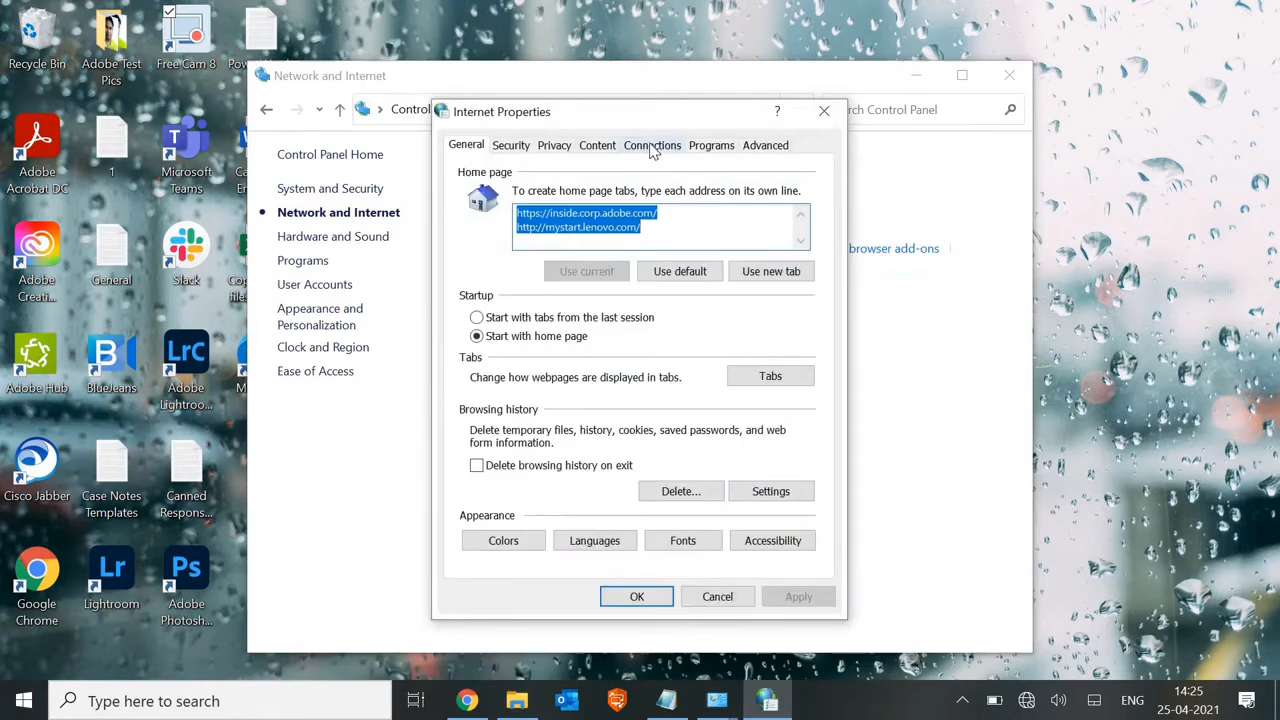 Recycle Bin
Adobe Test
Pics
Free Cam 8
Pow
Adobe
Acrobat DC
1
Microsoft
Teams
W
Adobe
Creati...
General
Slack
Cop
file
Adobe Hub
BlueJeans
Adobe
Lightroo...
M
Cisco Jabber
Case Notes
Templates
Canned
Respons...
Google
Chrome
Lightroom
Adobe
Photosh...
Network and Internet
Control
Search Control Panel
Control Panel Home
System and Security
Network and Internet
Hardware and Sound
Programs
User Accounts
Appearance and
Personalization
Clock and Region
Ease of Access
browser add-ons
Internet Properties
?
General Security Privacy Content Connections Programs Advanced
Home page
To create home page tabs, type each address on its own line.
https://inside.corp.adobe.com/
http://mystart.lenovo.com/
Use current Use default Use new tab
Startup
Start with tabs from the last session
Start with home page
Tabs
Change how webpages are displayed in tabs. Tabs
Browsing history
Delete temporary files, history, cookies, saved passwords, and web
form information.
Delete browsing history on exit
Delete... Settings
Appearance
Colors Languages Fonts Accessibility
OK Cancel Apply
Type here to search
ENG
14:25
25-04-2021